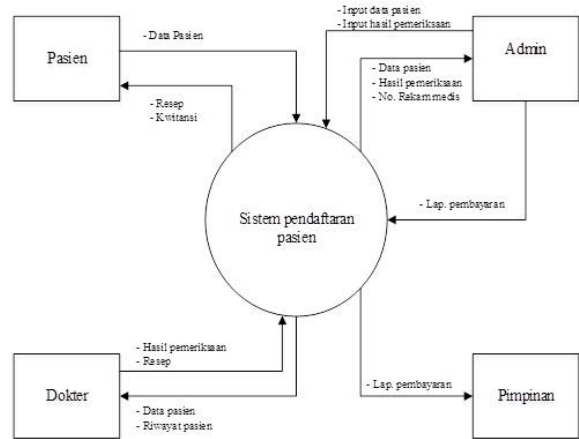 - Input data pasien
- Input hasil pemeriksaan
Pasien
- Data Pasien
Admin
- Data pasien
- Hasil pemeriksaan
- No. Rekam medis
- Resep
- Kwitansi
- Lap. pembayaran
Sistem pendaftaran
pasien
- Hasil pemeriksaan
- Resep
Dokter
- Data pasien
- Riwayat pasien
- Lap. pembayaran
Pimpinan